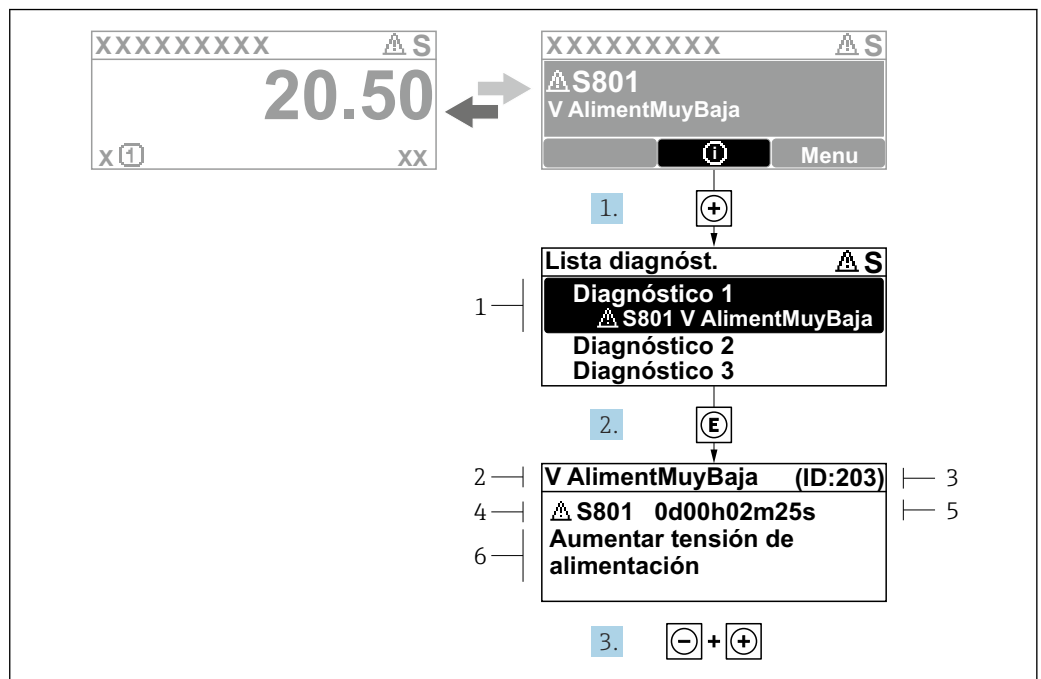 XXXXXXXXX ⚠ S
20.50
x ① XX
XXXXXXXXX ⚠ S
⚠ S801
V AlimentMuyBaja
ⓘ Menu
1. +
Lista diagnóst. ⚠ S
1
Diagnóstico 1
⚠ S801 V AlimentMuyBaja
Diagnóstico 2
Diagnóstico 3
2. E
2 V AlimentMuyBaja (ID:203) 3
4 ⚠ S801 0d00h02m25s 5
6
Aumentar tensión de
alimentación
3. - + +